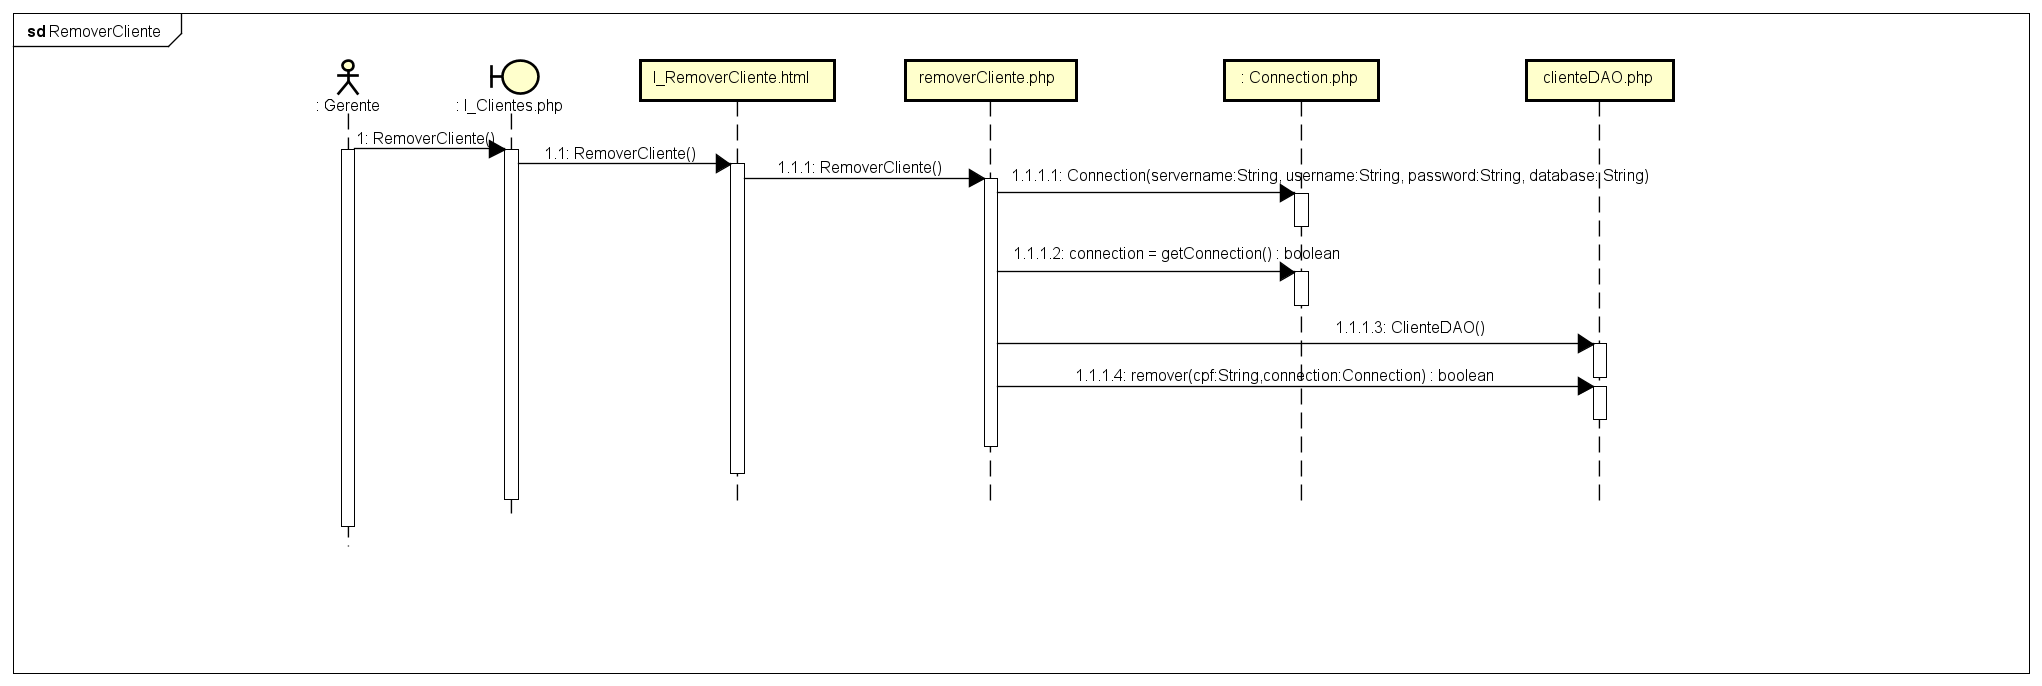 sd RemoverCliente
: Gerente
: I_Clientes.php
I_RemoverCliente.html
removerCliente.php
: Connection.php
clienteDAO.php
1: RemoverCliente()
1.1: RemoverCliente()
1.1.1: RemoverCliente()
1.1.1.1: Connection(servername:String, username:String, password:String, database: String)
1.1.1.2: connection = getConnection() : boolean
1.1.1.3: ClienteDAO()
1.1.1.4: remover(cpf:String,connection:Connection) : boolean